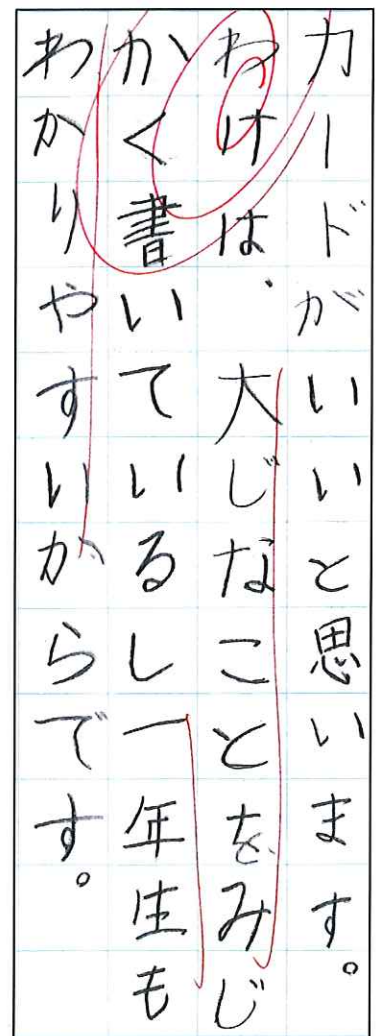 カードがいいと思います。
わけは、大じなことをみじ
かく書いているし一年生も
わかりやすいからです。